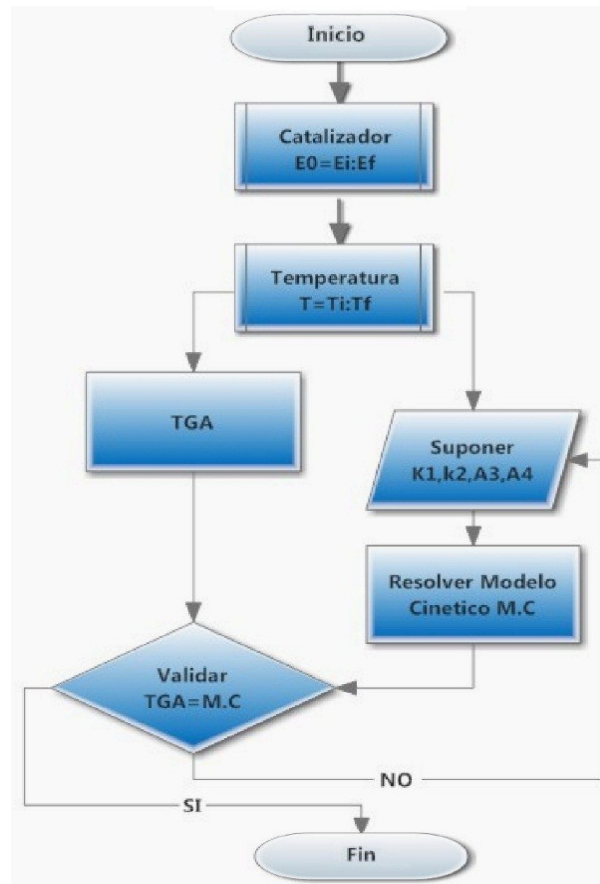 Inicio
Catalizador
E0=Ei:Ef
Temperatura
T=Ti:Tf
TGA
Suponer
K1,k2,A3,A4
Resolver Modelo
Cinetico M.C
Validar
TGA=M.C
NO
SI
Fin